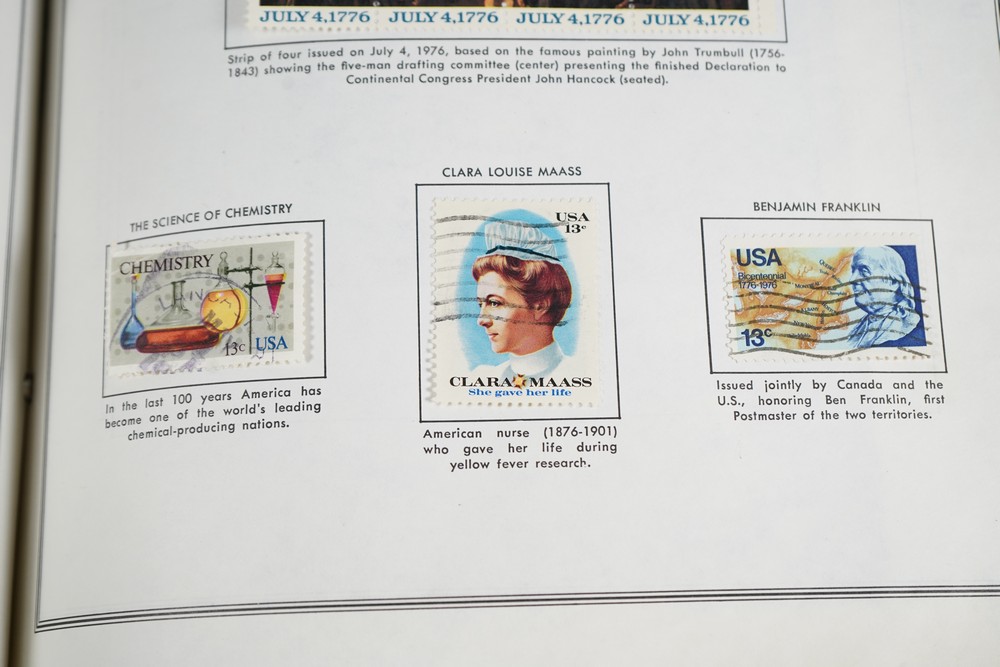 JULY 4,1776 JULY 4,1776 JULY 4,1776 JULY 4,1776
Strip of four issued on July 4, 1976, based on the famous painting by John Trumbull (1756-
1843) showing the five-man drafting committee (center) presenting the finished Declaration to
Continental Congress President John Hancock (seated).
THE SCIENCE OF CHEMISTRY
CHEMISTRY
13c USA
In the last 100 years America has
become one of the world's leading
chemical-producing nations.
CLARA LOUISE MAASS
USA
13c
CLARA MAASS
She gave her life
American nurse (1876-1901)
who gave her life during
yellow fever research.
BENJAMIN FRANKLIN
USA
Bicentennial
1776-1976
13c
Issued jointly by Canada and the
U.S., honoring Ben Franklin, first
Postmaster of the two territories.